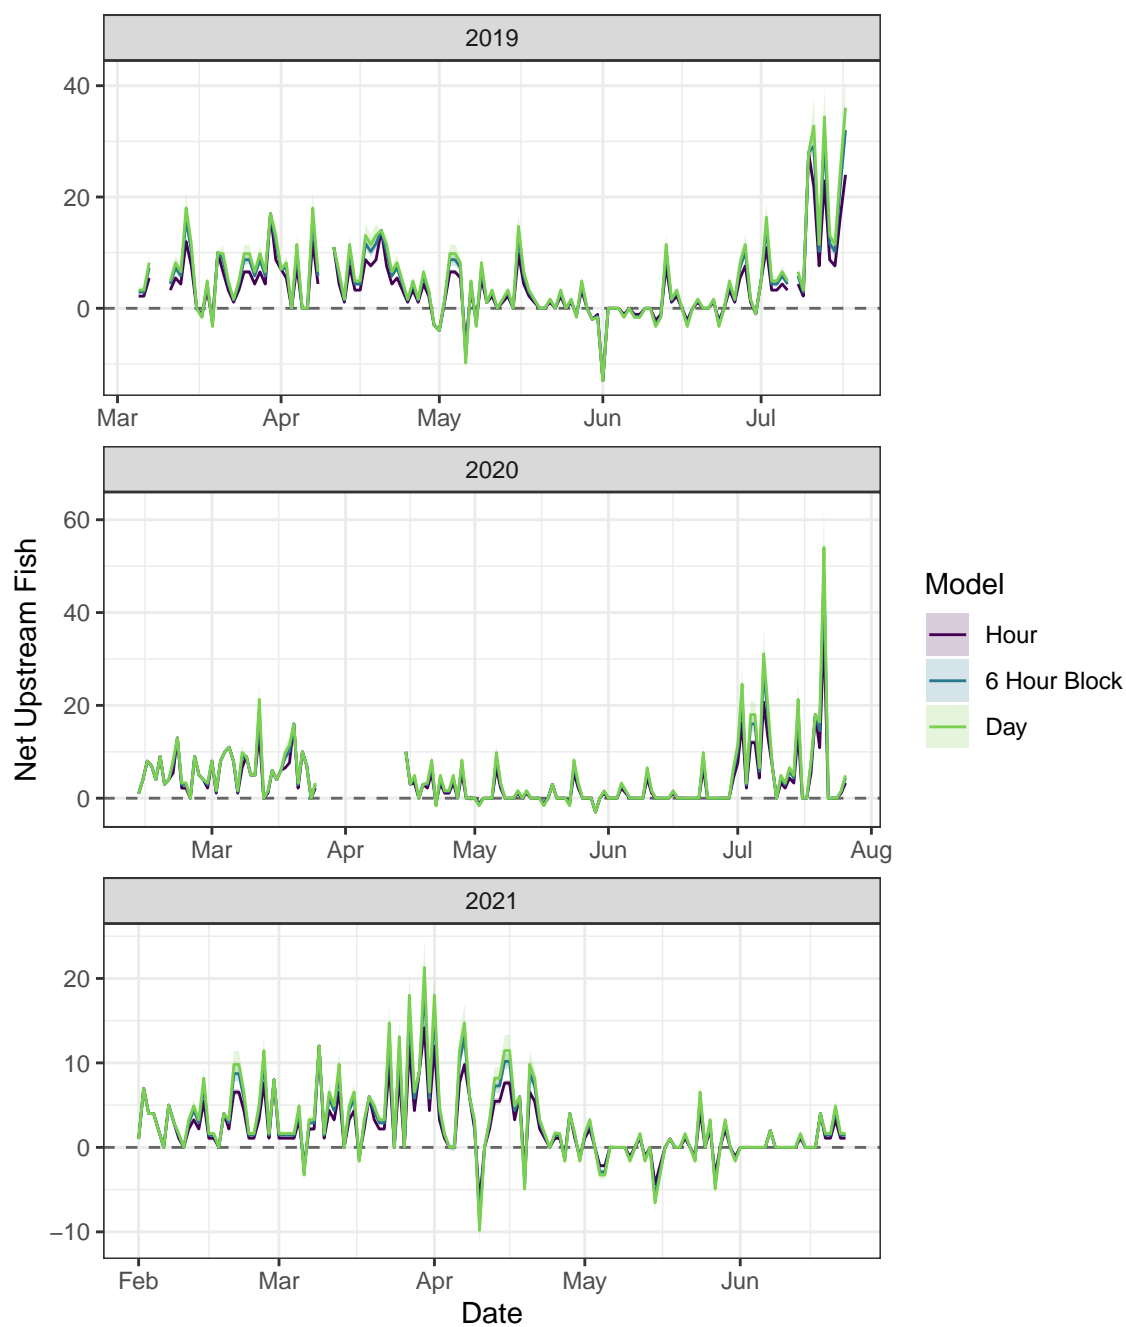 2019
40
20
0
Mar Apr May Jun Jul
2020
60
40
20
0
Mar Apr May Jun Jul Aug
2021
20
10
0
−10
Feb Mar Apr May Jun
Date
Net Upstream Fish
Model
Hour
6 Hour Block
Day